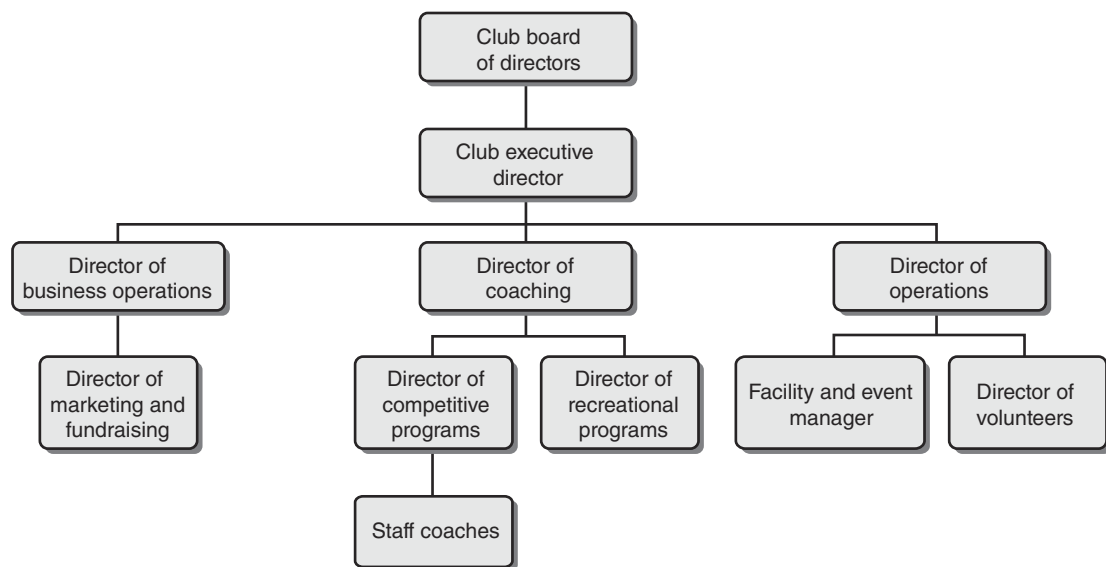 Club board
of directors
Club executive
director
Director of
business operations
Director of
coaching
Director of
operations
Director of
marketing and
fundraising
Director of
competitive
programs
Director of
recreational
programs
Facility and event
manager
Director of
volunteers
Staff coaches